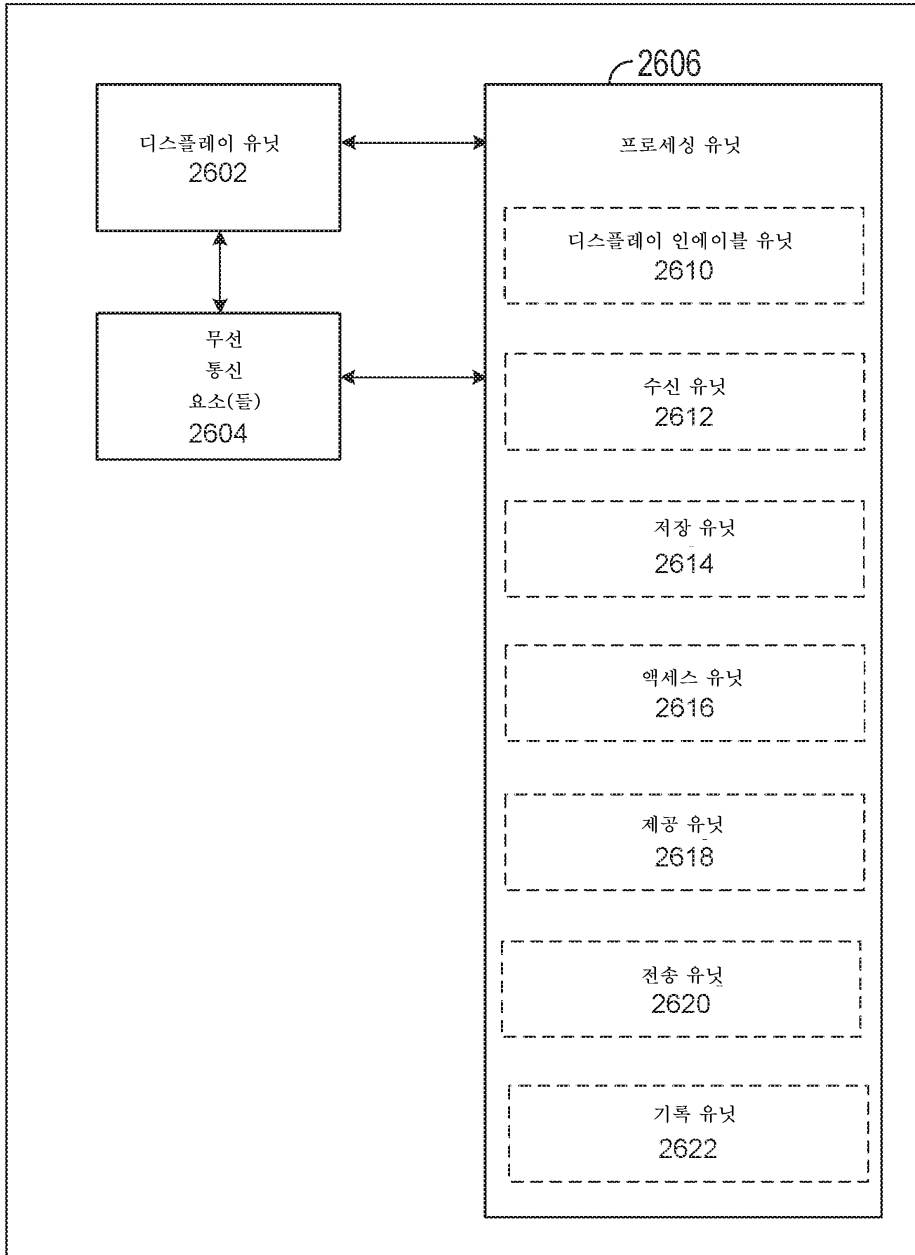 2606
디스플레이 유닛
2602
프로세싱 유닛
디스플레이 인에이블 유닛
2610
무선
통신
요소(들)
2604
수신 유닛
2612
저장 유닛
2614
액세스 유닛
2616
제공 유닛
2618
전송 유닛
2620
기록 유닛
2622